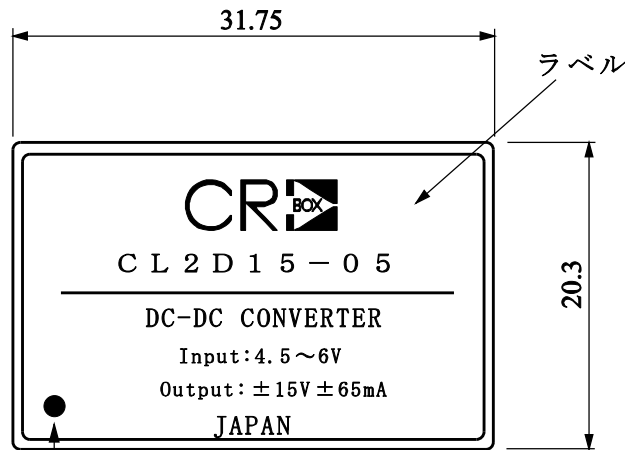 31.75
ラベル
CR BOX
CL2D15-05
20.3
DC-DC CONVERTER
Input:4.5～6V
Output:±15V±65mA
JAPAN